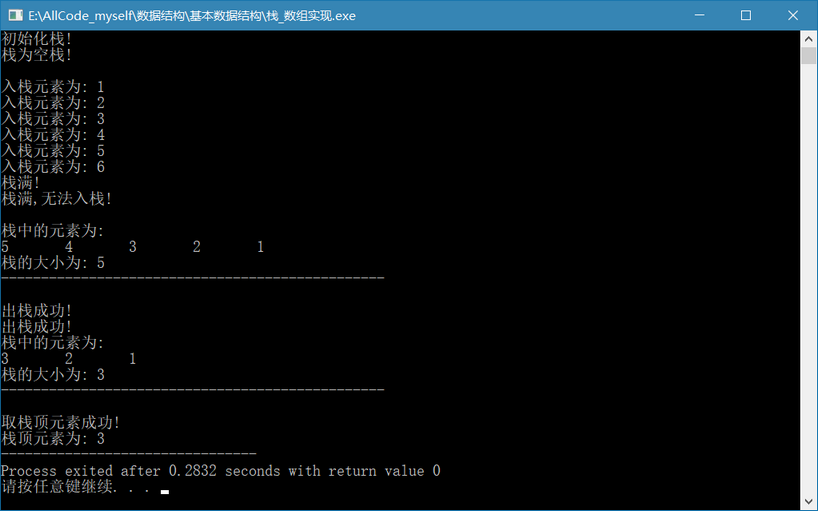 E:\AllCode_myself\数据结构\基本数据结构\栈_数组实现.exe
初始化栈!
栈为空栈!
入栈元素为: 1
入栈元素为: 2
入栈元素为: 3
入栈元素为: 4
入栈元素为: 5
入栈元素为: 6
栈满!
栈满,无法入栈!
栈中的元素为:
5 4 3 2 1
栈的大小为: 5
------------------------------------------------
出栈成功!
出栈成功!
栈中的元素为:
3 2 1
栈的大小为: 3
------------------------------------------------
取栈顶元素成功!
栈顶元素为: 3
--------------------------------
Process exited after 0.2832 seconds with return value 0
请按任意键继续. . .